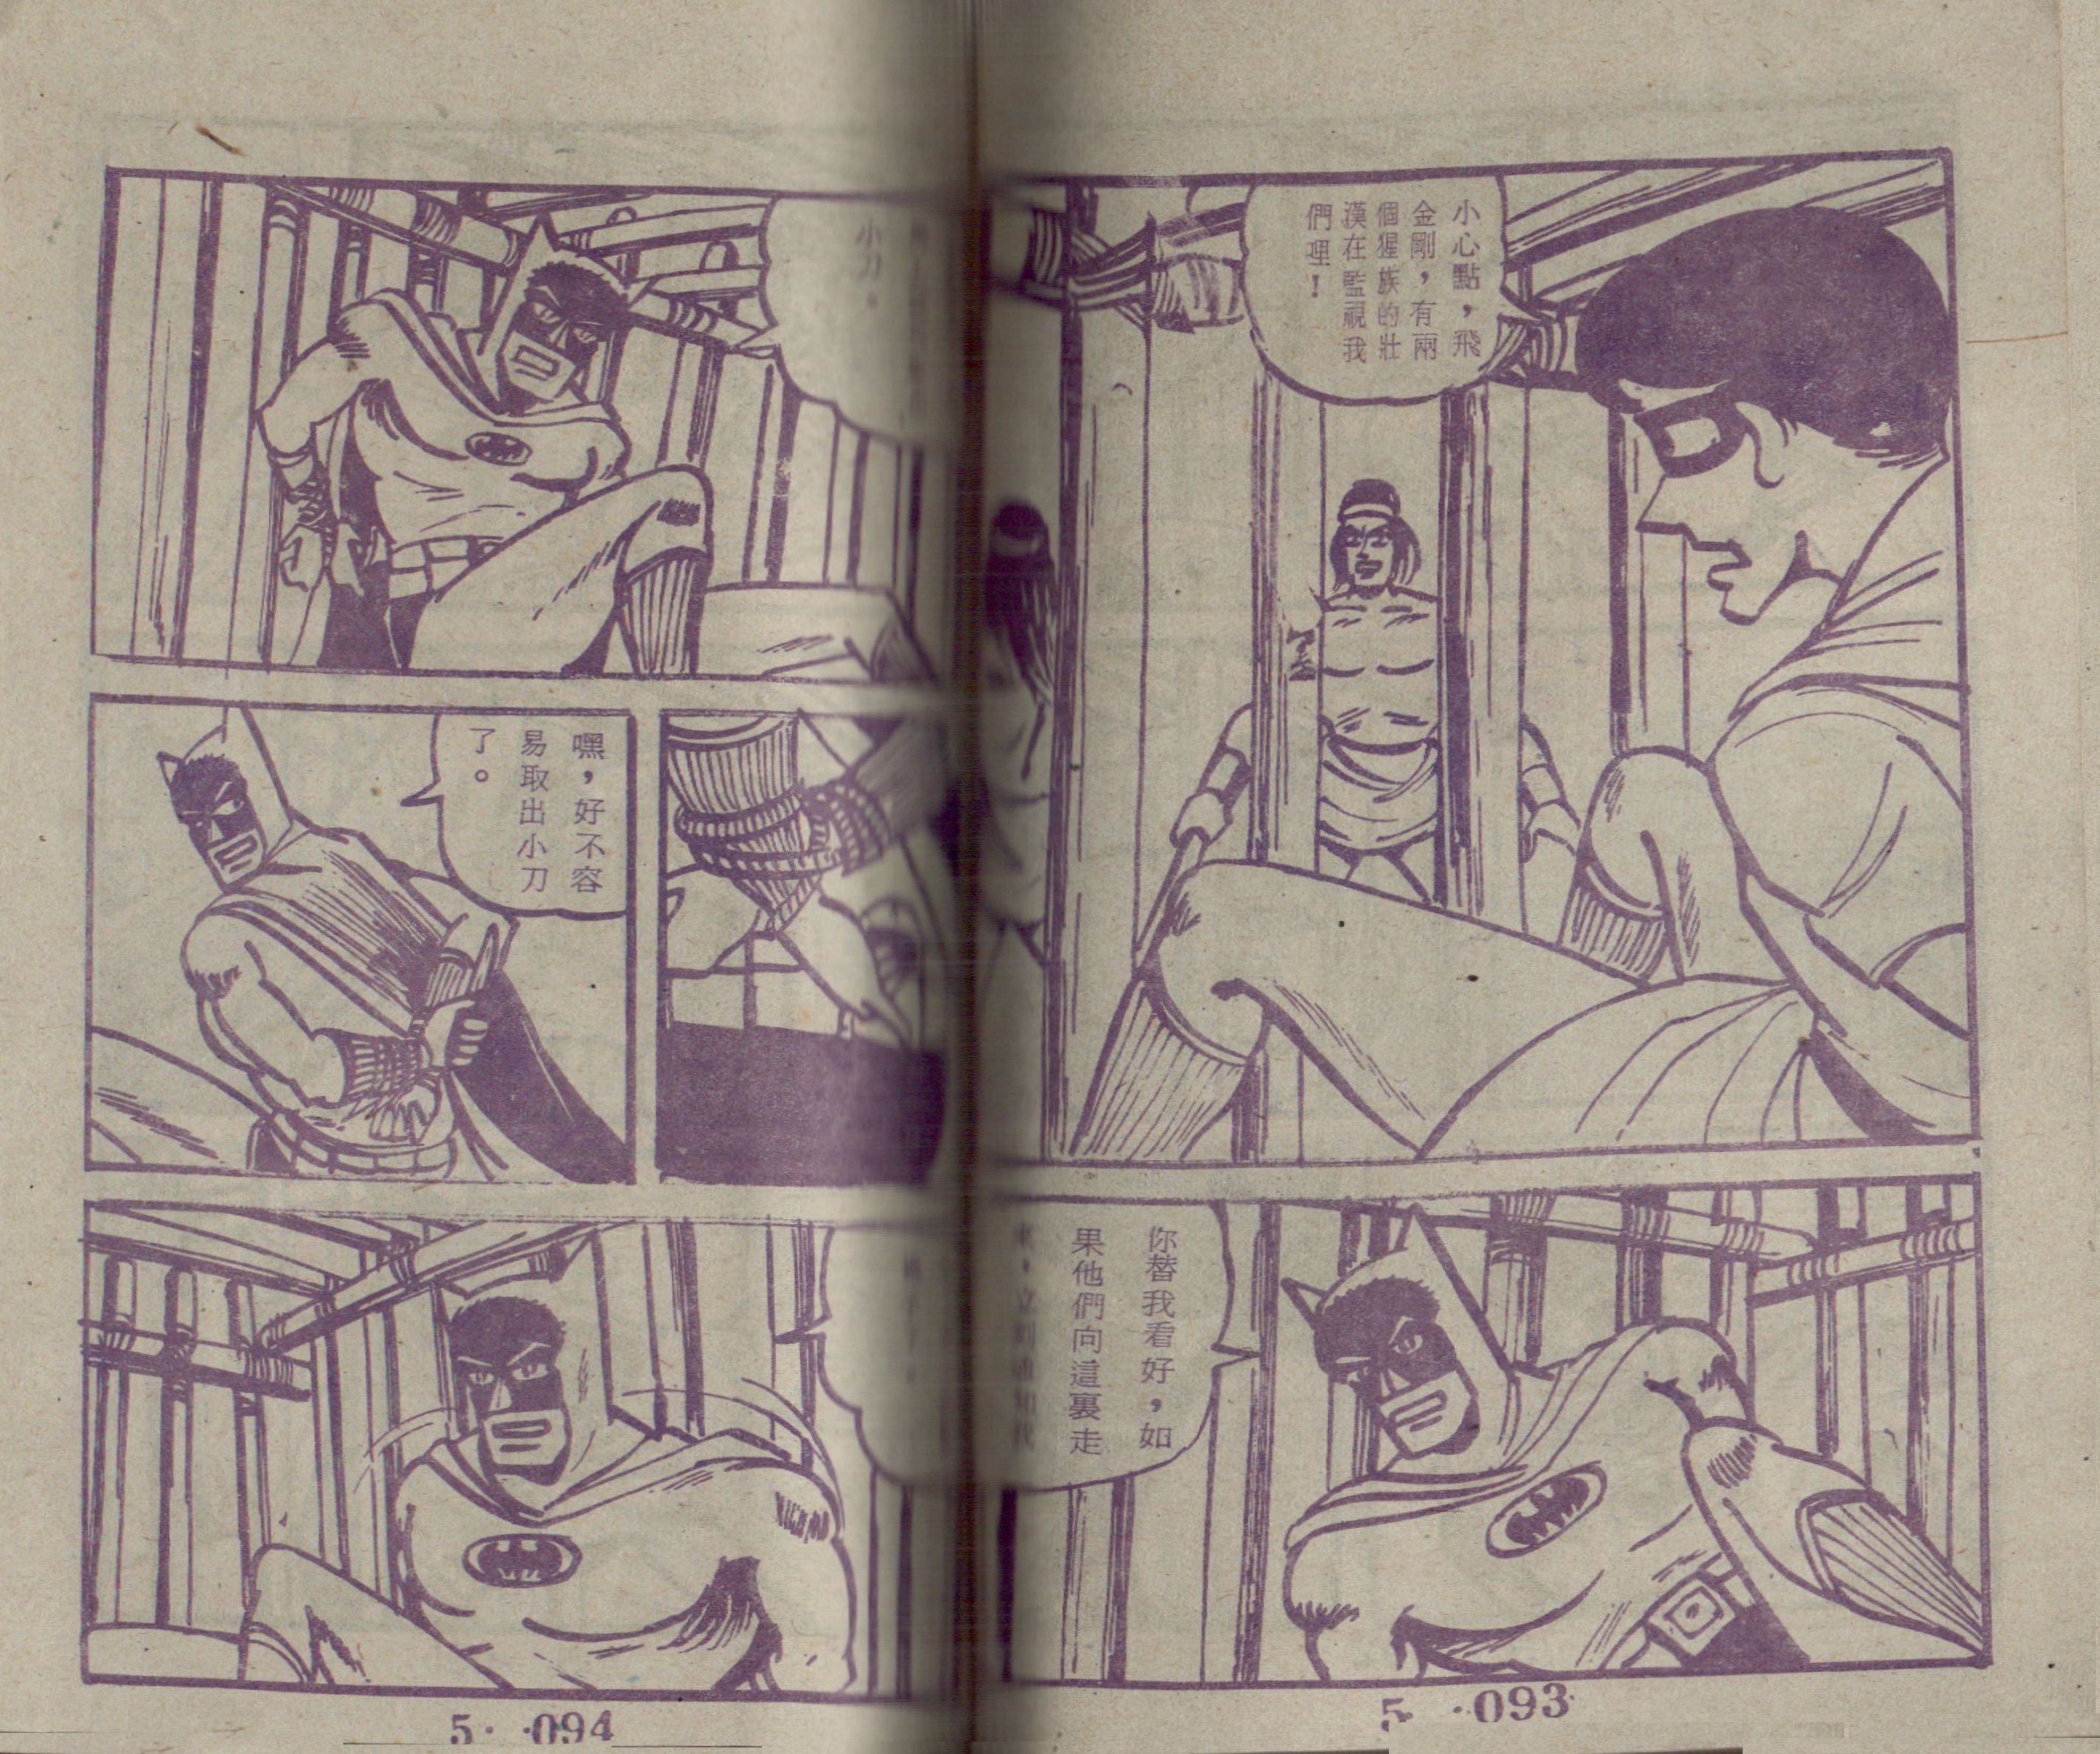 小心點，飛
金剛，有兩
個猩族的壯
漢在監視我
們哩！
你替我看好，如
果他們向這裏走
5 093
小刀。
嘿，好不容
易取出小刀
了。
5 094